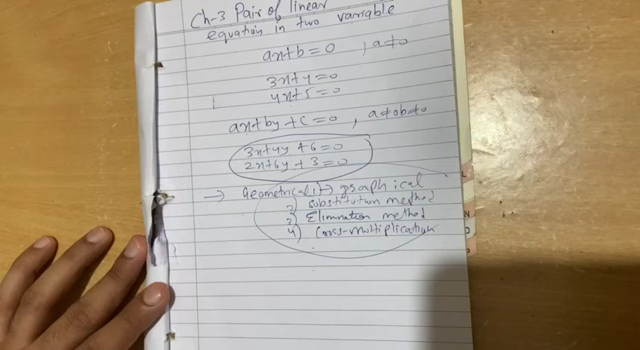 Ch-3 Pair of linear
equation in two variable
ax+b=0 , a≠0
3x+4=0
4x+5=0
ax+by+c=0 , a≠0 b≠0
3x+4y+6=0
2x+6y+3=0
→ Geometrical 1)→ graphical
2) substitution method
3) Elimination method
4) Cross-multiplication